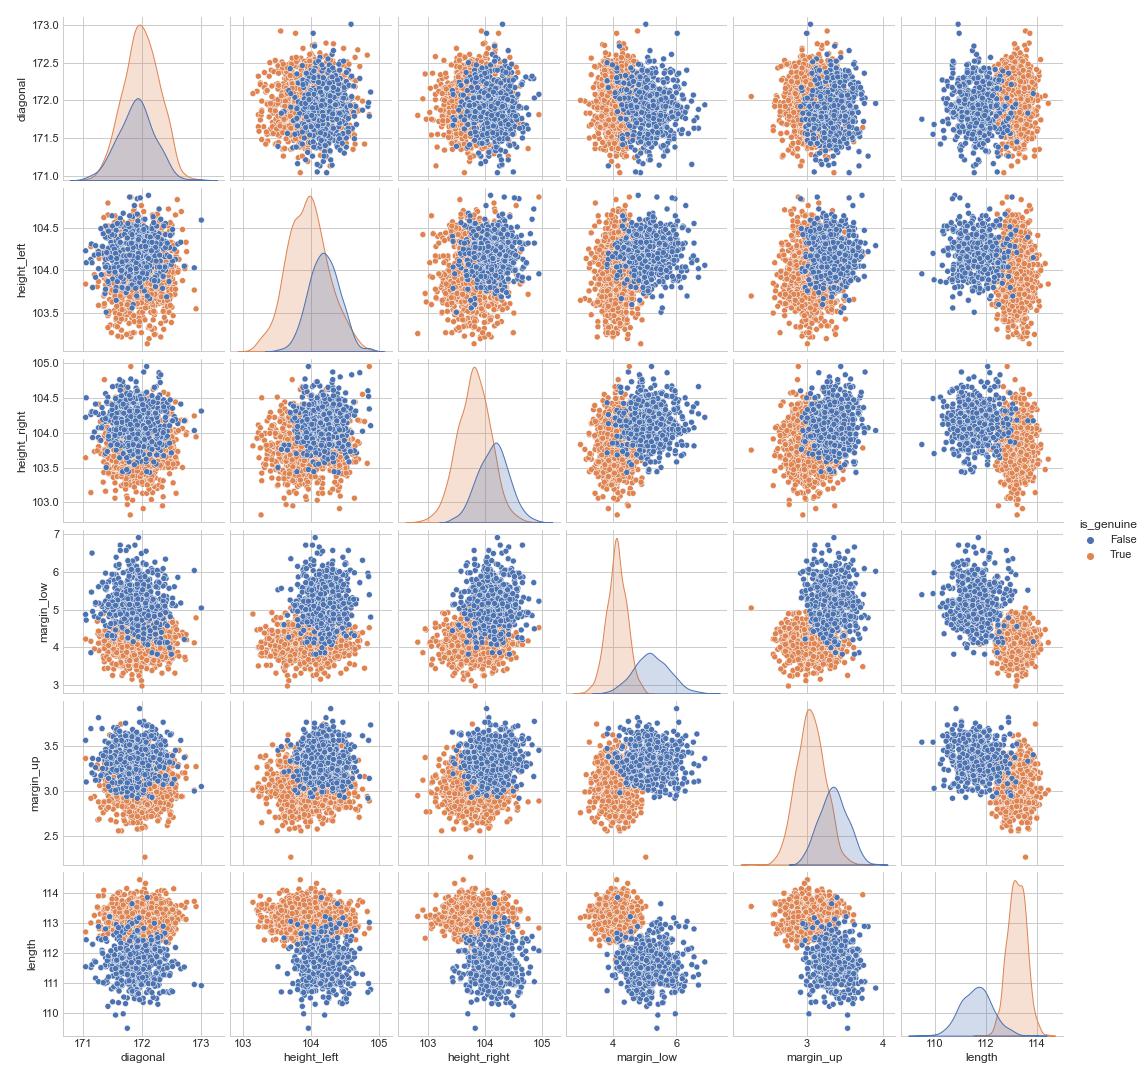 173.0
172.5
172.0
171.5
171.0
diagonal
104.5
104.0
103.5
height_left
105.0
104.5
104.0
103.5
103.0
height_right
7
6
5
4
3
margin_low
3.5
3.0
2.5
margin_up
114
113
112
111
110
length
171 172 173
diagonal
103 104 105
height_left
103 104 105
height_right
4 6
margin_low
3 4
margin_up
110 112 114
length
is_genuine
False
True